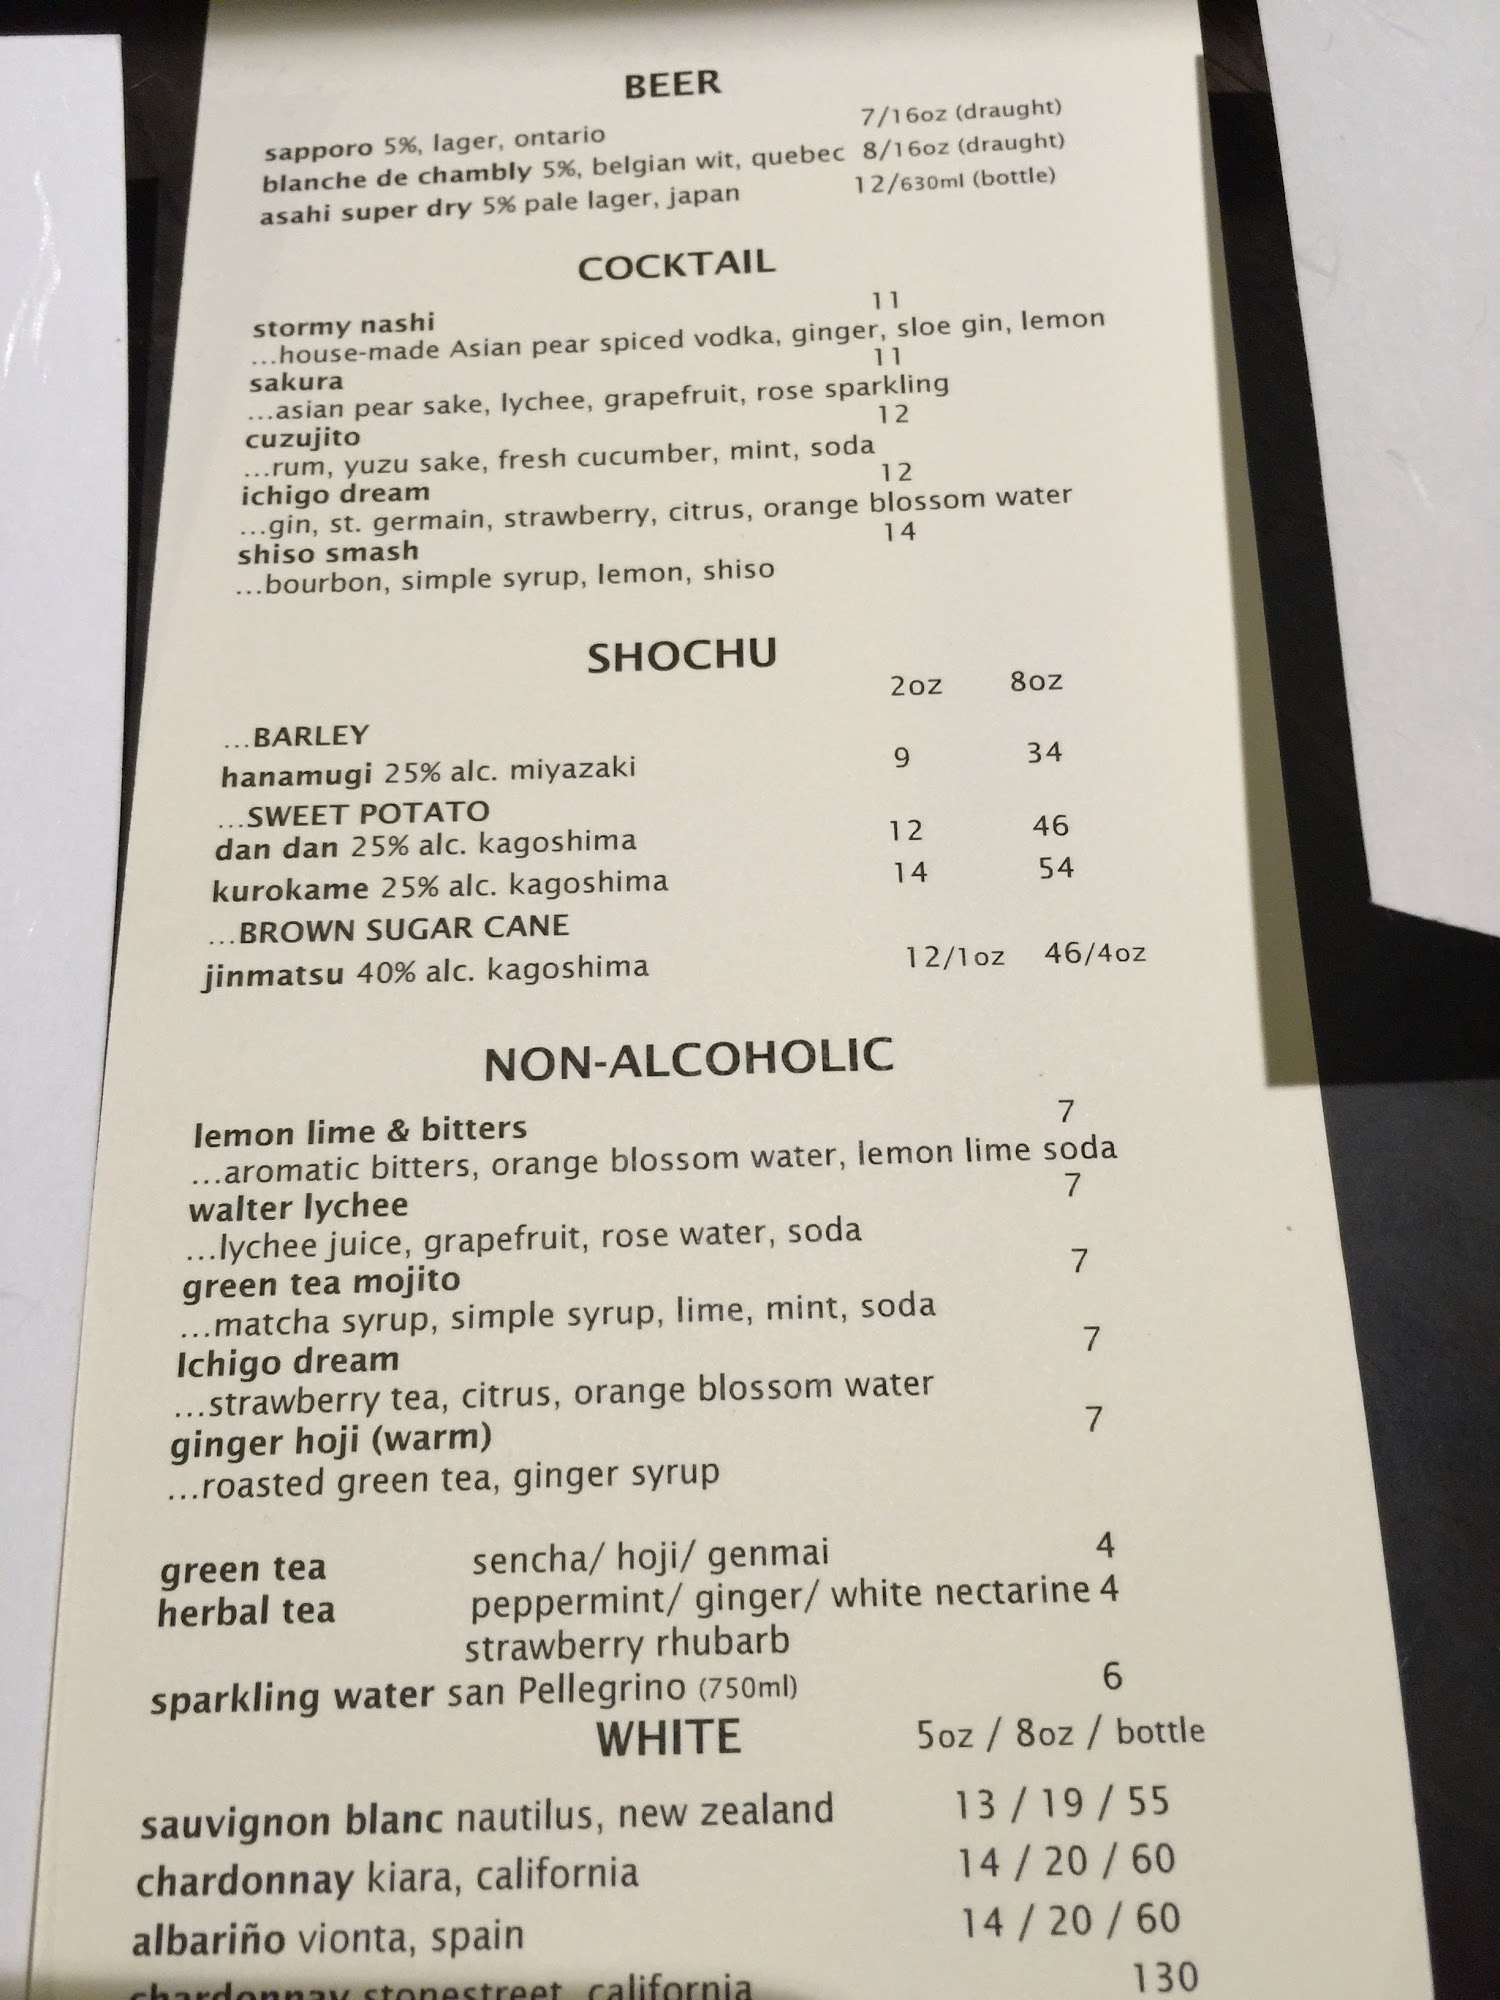 BEER
sapporo 5%, lager, ontario 7/16oz (draught)
blanche de chambly 5%, belgian wit, quebec 8/16oz (draught)
asahi super dry 5% pale lager, japan 12/630ml (bottle)
COCKTAIL
stormy nashi 11
...house-made Asian pear spiced vodka, ginger, sloe gin, lemon
sakura 11
...asian pear sake, lychee, grapefruit, rose sparkling
cuzujito 12
...rum, yuzu sake, fresh cucumber, mint, soda
ichigo dream 12
...gin, st. germain, strawberry, citrus, orange blossom water
shiso smash 14
...bourbon, simple syrup, lemon, shiso
SHOCHU
2oz 8oz
...BARLEY
hanamugi 25% alc. miyazaki 9 34
...SWEET POTATO
dan dan 25% alc. kagoshima 12 46
kurokame 25% alc. kagoshima 14 54
...BROWN SUGAR CANE
jinmatsu 40% alc. kagoshima 12/1oz 46/4oz
NON-ALCOHOLIC
lemon lime & bitters 7
...aromatic bitters, orange blossom water, lemon lime soda
walter lychee 7
...lychee juice, grapefruit, rose water, soda
green tea mojito 7
...matcha syrup, simple syrup, lime, mint, soda
Ichigo dream 7
...strawberry tea, citrus, orange blossom water
ginger hoji (warm) 7
...roasted green tea, ginger syrup
green tea sencha/ hoji/ genmai 4
herbal tea peppermint/ ginger/ white nectarine 4
strawberry rhubarb
sparkling water san Pellegrino (750ml) 6
WHITE 5oz / 8oz / bottle
sauvignon blanc nautilus, new zealand 13 / 19 / 55
chardonnay kiara, california 14 / 20 / 60
albariño vionta, spain 14 / 20 / 60
chardonnay stonestreet, california 130